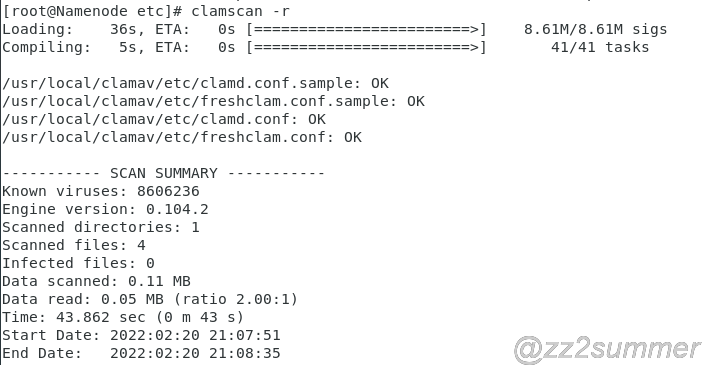 [root@Namenode etc]# clamscan -r
Loading:    36s, ETA:   0s [========================>]    8.61M/8.61M sigs
Compiling:   5s, ETA:   0s [========================>]       41/41 tasks
/usr/local/clamav/etc/clamd.conf.sample: OK
/usr/local/clamav/etc/freshclam.conf.sample: OK
/usr/local/clamav/etc/clamd.conf: OK
/usr/local/clamav/etc/freshclam.conf: OK
----------- SCAN SUMMARY -----------
Known viruses: 8606236
Engine version: 0.104.2
Scanned directories: 1
Scanned files: 4
Infected files: 0
Data scanned: 0.11 MB
Data read: 0.05 MB (ratio 2.00:1)
Time: 43.862 sec (0 m 43 s)
Start Date: 2022:02:20 21:07:51
End Date:   2022:02:20 21:08:35
@zz2summer